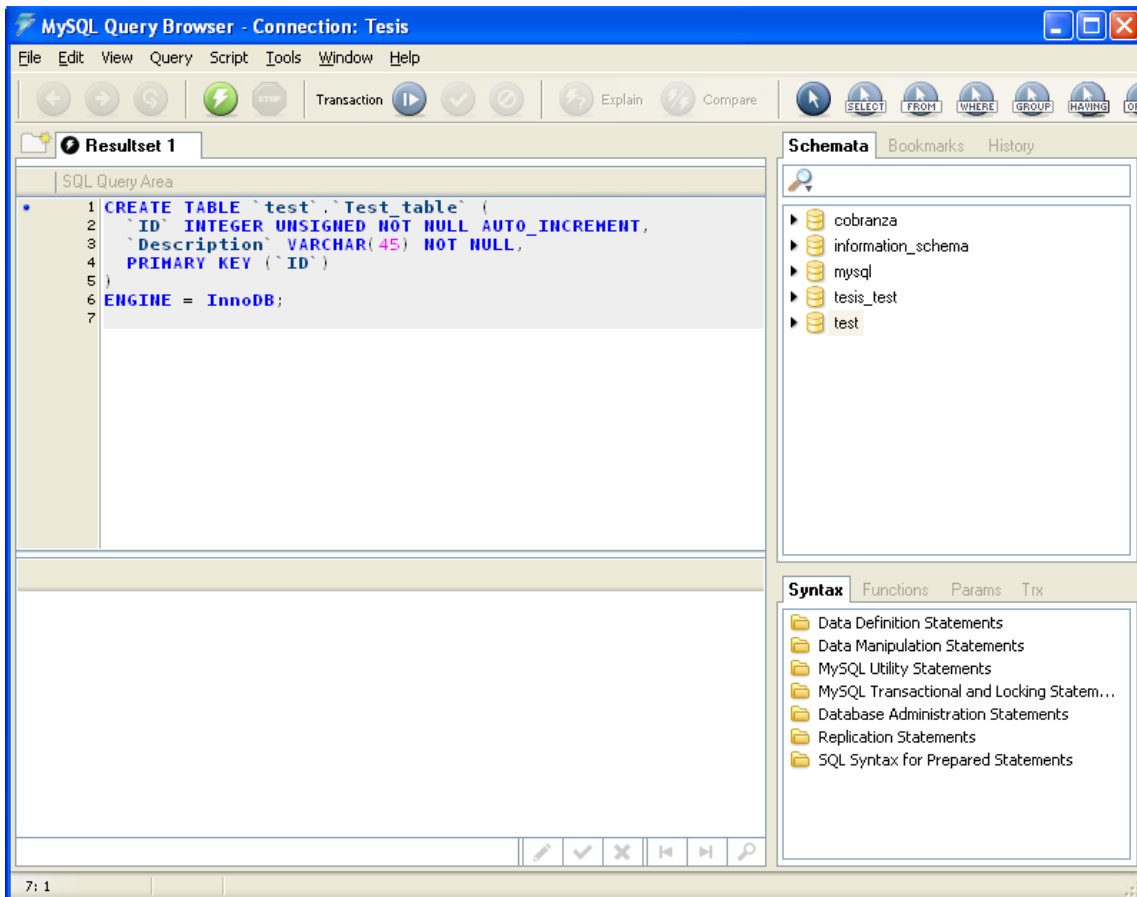 MySQL Query Browser - Connection: Tesis
File Edit View Query Script Tools Window Help
STOP Transaction Explain Compare SELECT FROM WHERE GROUP HAVING
Resultset 1
SQL Query Area
1 CREATE TABLE `test`.`Test_table` (
2 `ID` INTEGER UNSIGNED NOT NULL AUTO_INCREMENT,
3 `Description` VARCHAR(45) NOT NULL,
4 PRIMARY KEY (`ID`)
5 )
6 ENGINE = InnoDB;
7
Schemata Bookmarks History
cobranza
information_schema
mysql
tesis_test
test
Syntax Functions Params Trx
Data Definition Statements
Data Manipulation Statements
MySQL Utility Statements
MySQL Transactional and Locking Statem...
Database Administration Statements
Replication Statements
SQL Syntax for Prepared Statements
7: 1